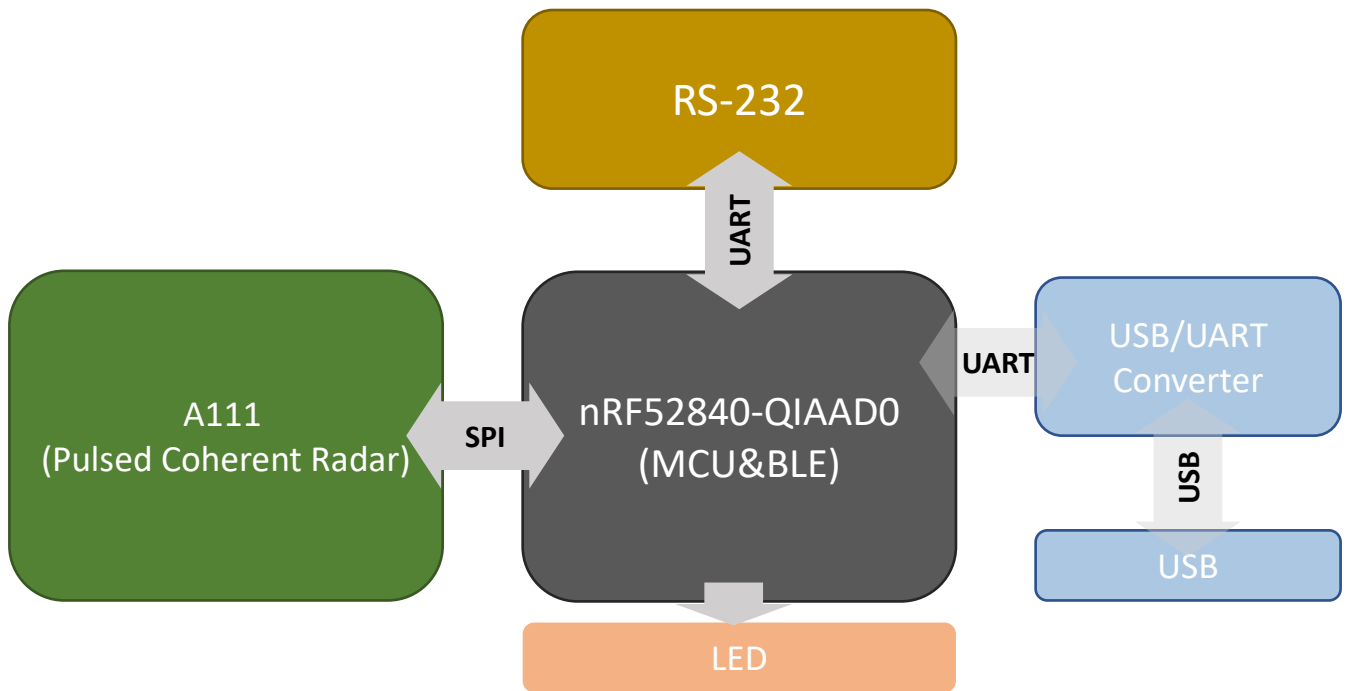 RS-232
UART
A111
(Pulsed Coherent Radar)
SPI
nRF52840-QIAAD0
(MCU&BLE)
UART
USB/UART
Converter
USB
USB
LED